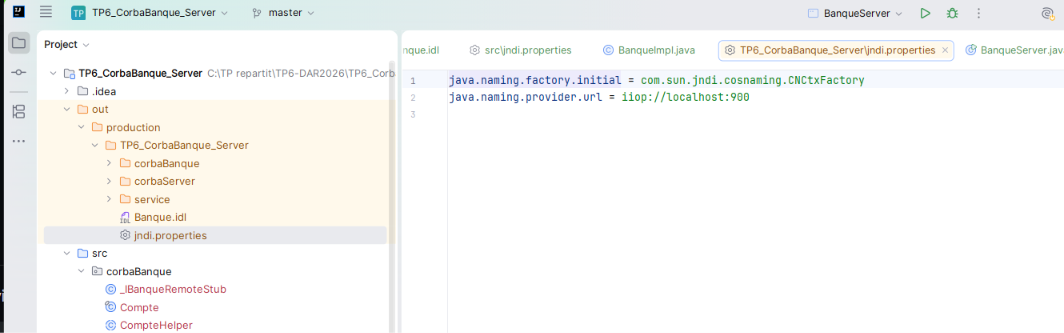 TP TP6_CorbaBanque_Server master BanqueServer
Project
TP6_CorbaBanque_Server C:\TP repartit\TP6-DAR2026\TP6_Corb
.idea
out
production
TP6_CorbaBanque_Server
corbaBanque
corbaServer
service
Banque.idl
jndi.properties
src
corbaBanque
_IBanqueRemoteStub
Compte
CompteHelper
nque.idl src\jndi.properties BanqueImpl.java TP6_CorbaBanque_Server\jndi.properties BanqueServer.java
1 java.naming.factory.initial = com.sun.jndi.cosnaming.CNCtxFactory
2 java.naming.provider.url = iiop://localhost:900
3